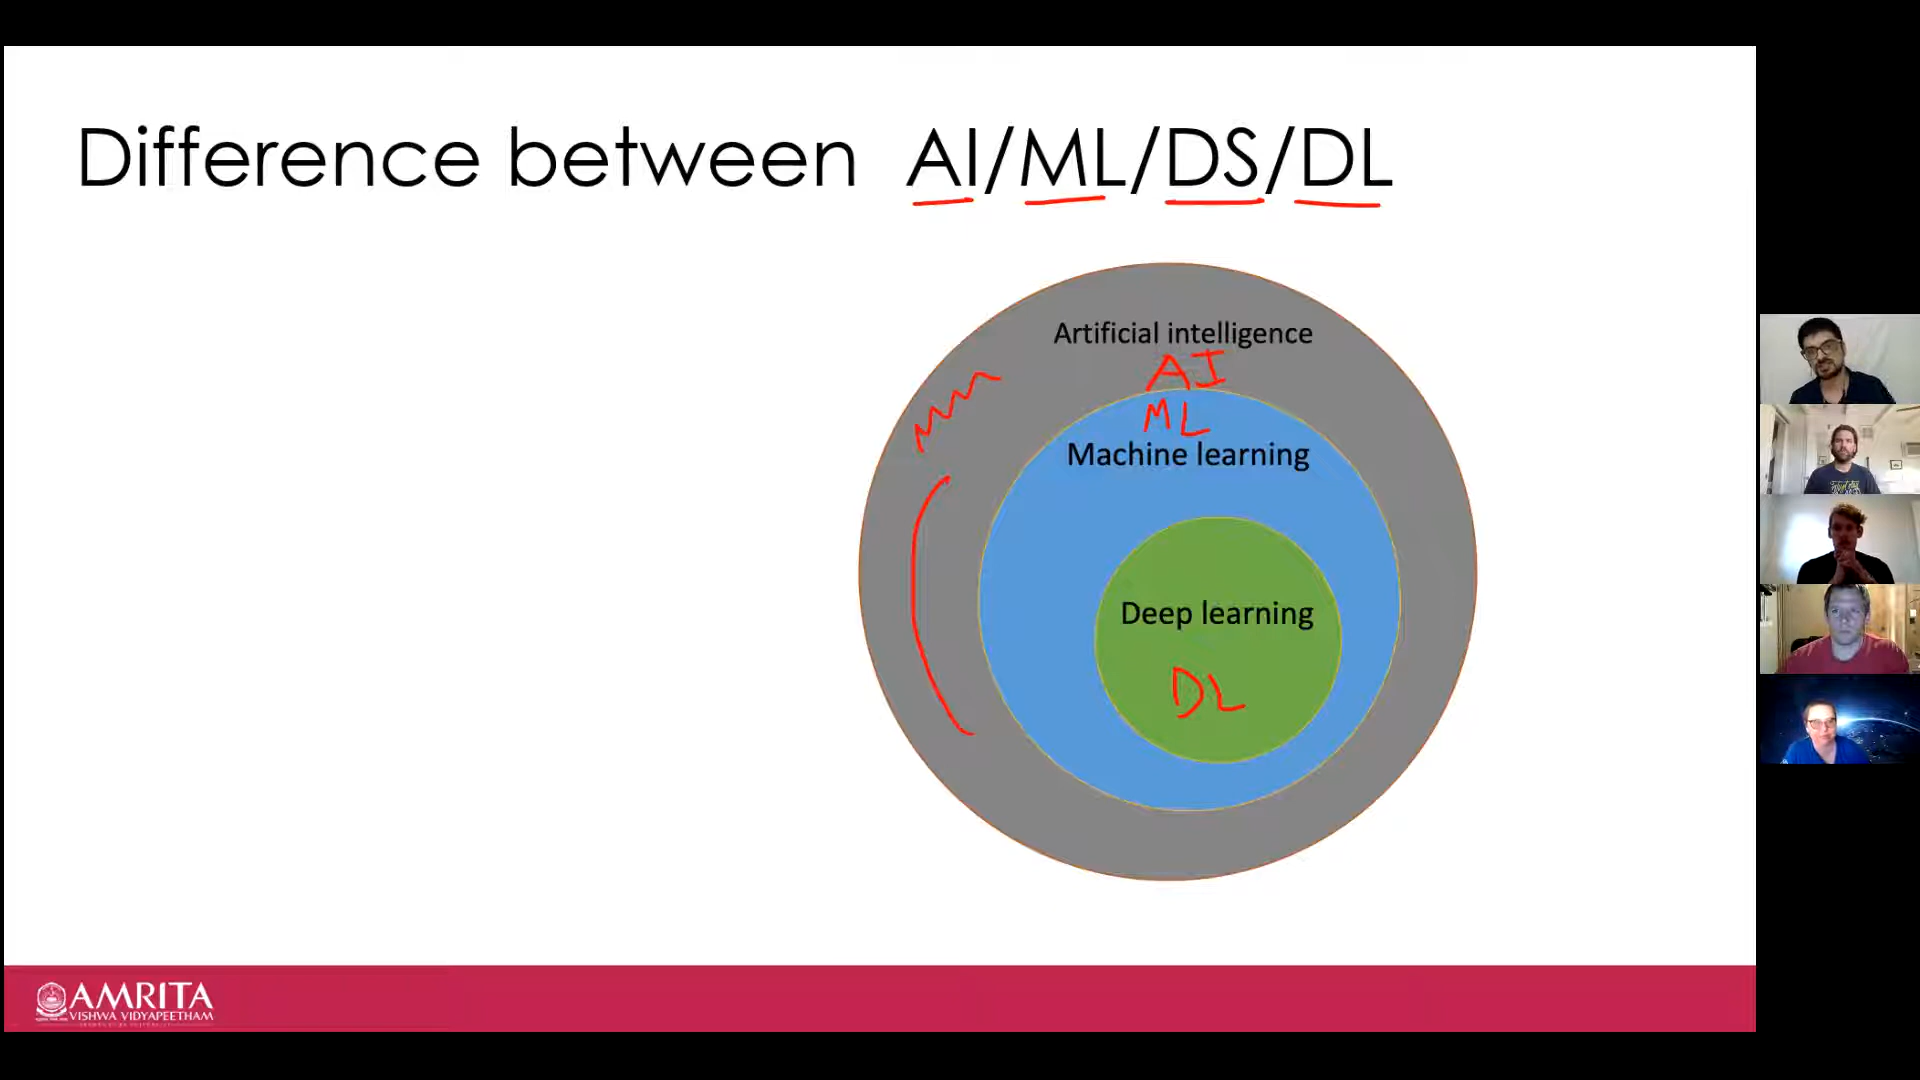 Difference between AI/ML/DS/DL
Artificial intelligence
AI
ML
Machine learning
Deep learning
DL
AMRITA
VISHWA VIDYAPEETHAM